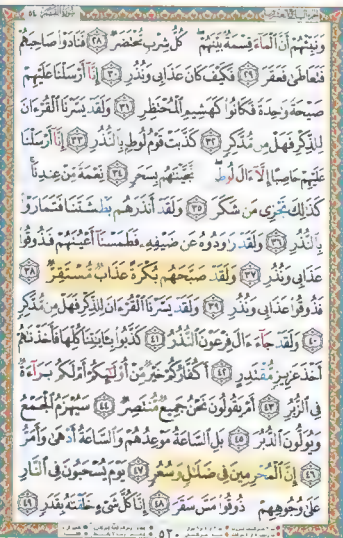 وَنَبِّئْهُمْ أَنَّ ٱلْمَآءَ قِسْمَةٌۢ بَيْنَهُمْ ۖ كُلُّ شِرْبٍ مُّحْتَضَرٌ ٢٨ فَنَادَوْا۟ صَاحِبَهُمْ
فَتَعَاطَىٰ فَعَقَرَ ٢٩ فَكَيْفَ كَانَ عَذَابِى وَنُذُرِ ٣٠ إِنَّآ أَرْسَلْنَا عَلَيْهِمْ
صَيْحَةً وَٰحِدَةً فَكَانُوا۟ كَهَشِيمِ ٱلْمُحْتَظِرِ ٣١ وَلَقَدْ يَسَّرْنَا ٱلْقُرْءَانَ
لِلذِّكْرِ فَهَلْ مِن مُّدَّكِرٍ ٣٢ كَذَّبَتْ قَوْمُ لُوطٍۭ بِٱلنُّذُرِ ٣٣ إِنَّآ أَرْسَلْنَا
عَلَيْهِمْ حَاصِبًا إِلَّآ ءَالَ لُوطٍ ۖ نَّجَّيْنَٰهُم بِسَحَرٍ ٣٤ نِّعْمَةً مِّنْ عِندِنَا ۚ
كَذَٰلِكَ نَجْزِى مَن شَكَرَ ٣٥ وَلَقَدْ أَنذَرَهُم بَطْشَتَنَا فَتَمَارَوْا۟
بِٱلنُّذُرِ ٣٦ وَلَقَدْ رَٰوَدُوهُ عَن ضَيْفِهِۦ فَطَمَسْنَآ أَعْيُنَهُمْ فَذُوقُوا۟
عَذَابِى وَنُذُرِ ٣٧ وَلَقَدْ صَبَّحَهُم بُكْرَةً عَذَابٌ مُّسْتَقِرٌّ ٣٨
فَذُوقُوا۟ عَذَابِى وَنُذُرِ ٣٩ وَلَقَدْ يَسَّرْنَا ٱلْقُرْءَانَ لِلذِّكْرِ فَهَلْ مِن مُّدَّكِرٍ
٤٠ وَلَقَدْ جَآءَ ءَالَ فِرْعَوْنَ ٱلنُّذُرُ ٤١ كَذَّبُوا۟ بِـَٔايَٰتِنَا كُلِّهَا فَأَخَذْنَٰهُمْ
أَخْذَ عَزِيزٍ مُّقْتَدِرٍ ٤٢ أَكُفَّارُكُمْ خَيْرٌ مِّنْ أُو۟لَٰٓئِكُمْ أَمْ لَكُم بَرَآءَةٌ
فِى ٱلزُّبُرِ ٤٣ أَمْ يَقُولُونَ نَحْنُ جَمِيعٌ مُّنتَصِرٌ ٤٤ سَيُهْزَمُ ٱلْجَمْعُ
وَيُوَلُّونَ ٱلدُّبُرَ ٤٥ بَلِ ٱلسَّاعَةُ مَوْعِدُهُمْ وَٱلسَّاعَةُ أَدْهَىٰ وَأَمَرُّ
٤٦ إِنَّ ٱلْمُجْرِمِينَ فِى ضَلَٰلٍ وَسُعُرٍ ٤٧ يَوْمَ يُسْحَبُونَ فِى ٱلنَّارِ
عَلَىٰ وُجُوهِهِمْ ذُوقُوا۟ مَسَّ سَقَرَ ٤٨ إِنَّا كُلَّ شَىْءٍ خَلَقْنَٰهُ بِقَدَرٍ ٤٩
٥٣٠